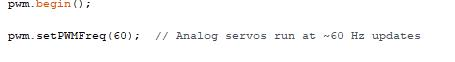 pwm.begin();
pwm.setPWMFreq(60);  // Analog servos run at ~60 Hz updates